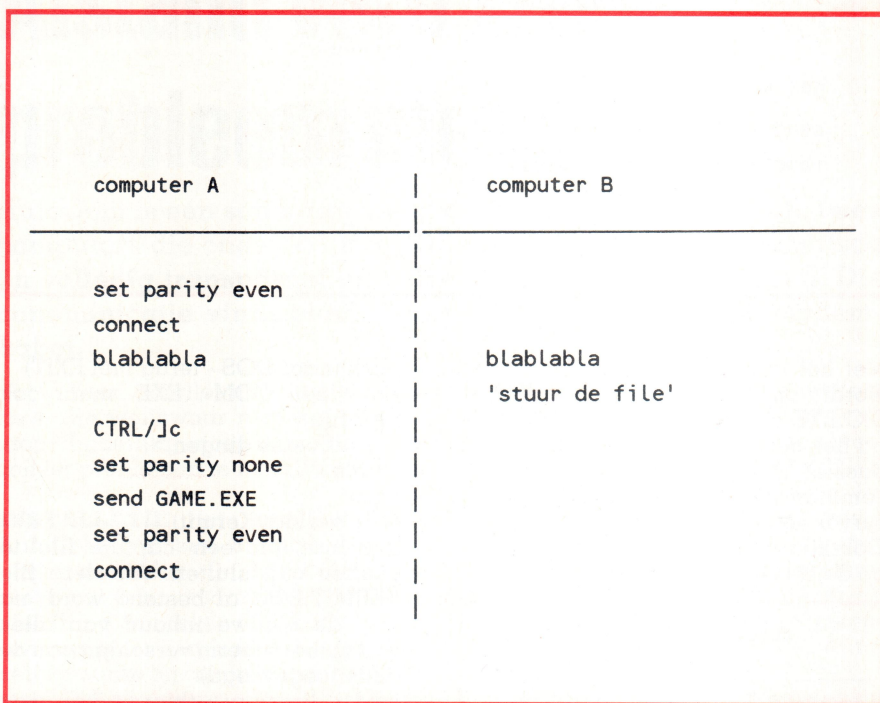 computer A | computer B
set parity even
connect
blablabla | blablabla
| 'stuur de file'
CTRL/]c
set parity none
send GAME.EXE
set parity even
connect